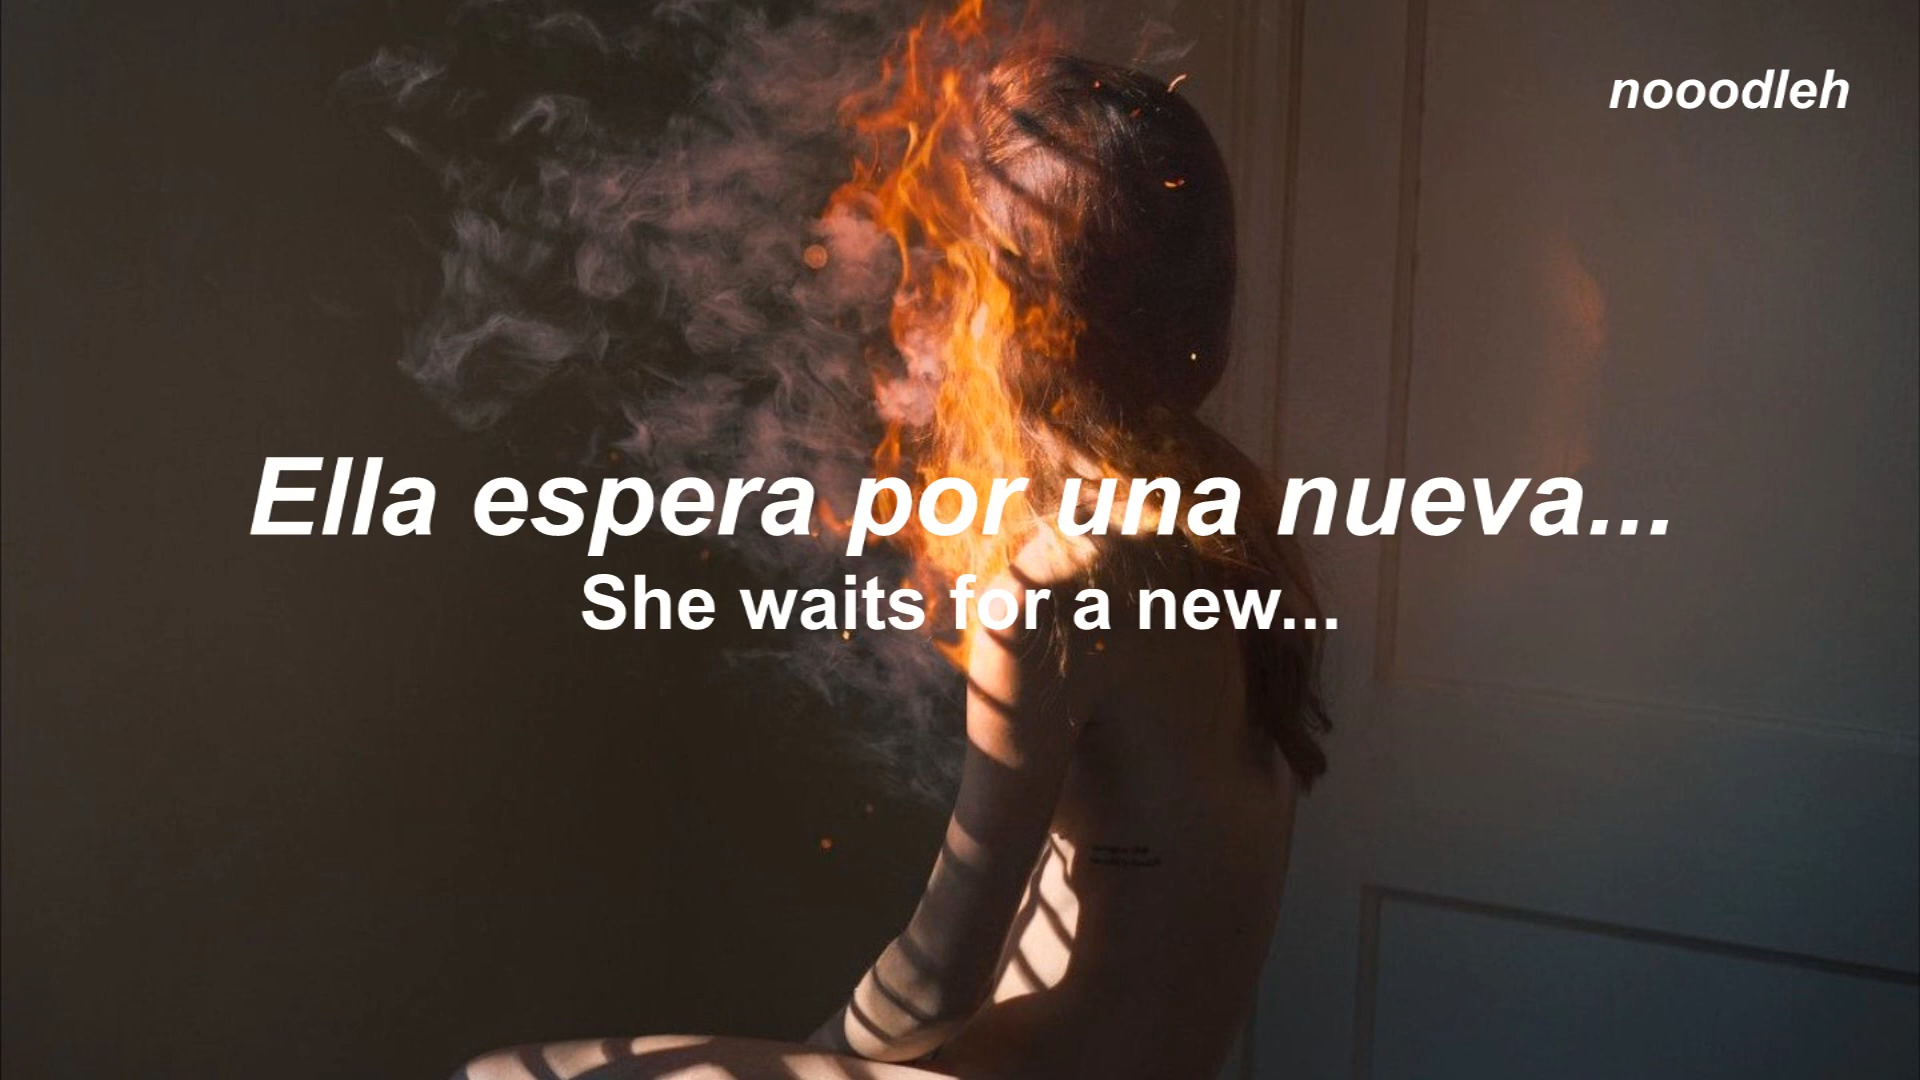 nooodleh
Ella espera por una nueva...
She waits for a new...